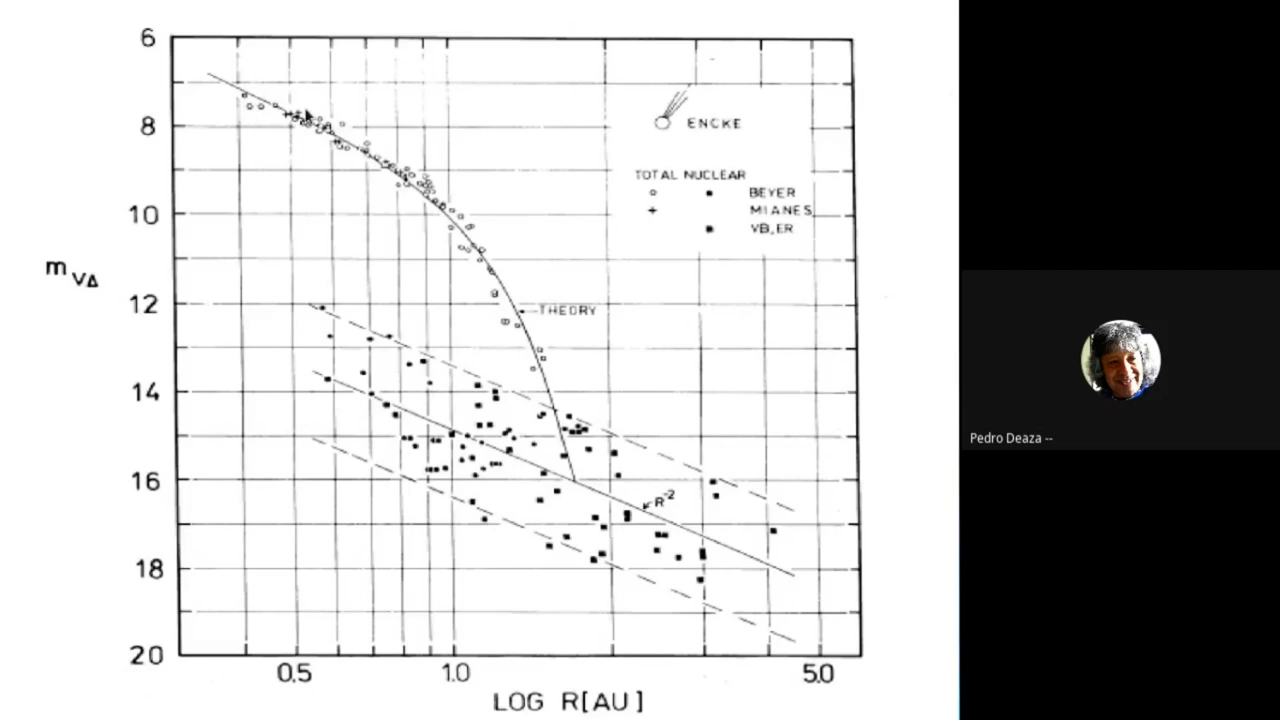 6
8
10
12
14
16
18
20
m VΔ
ENCKE
TOTAL NUCLEAR
BEYER
MIANES
VB,ER
THEORY
R-2
0.5 1.0 5.0
LOG R[AU]
Pedro Deaza --